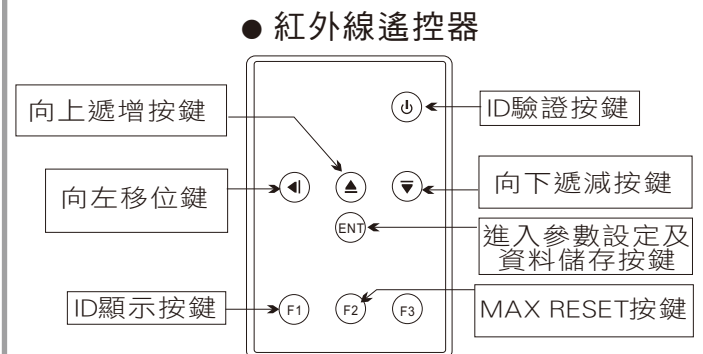 ● 紅外線遙控器
向上遞增按鍵
ID驗證按鍵
向左移位鍵
向下遞減按鍵
ENT
進入參數設定及
資料儲存按鍵
ID顯示按鍵
F1
F2
F3
MAX RESET按鍵